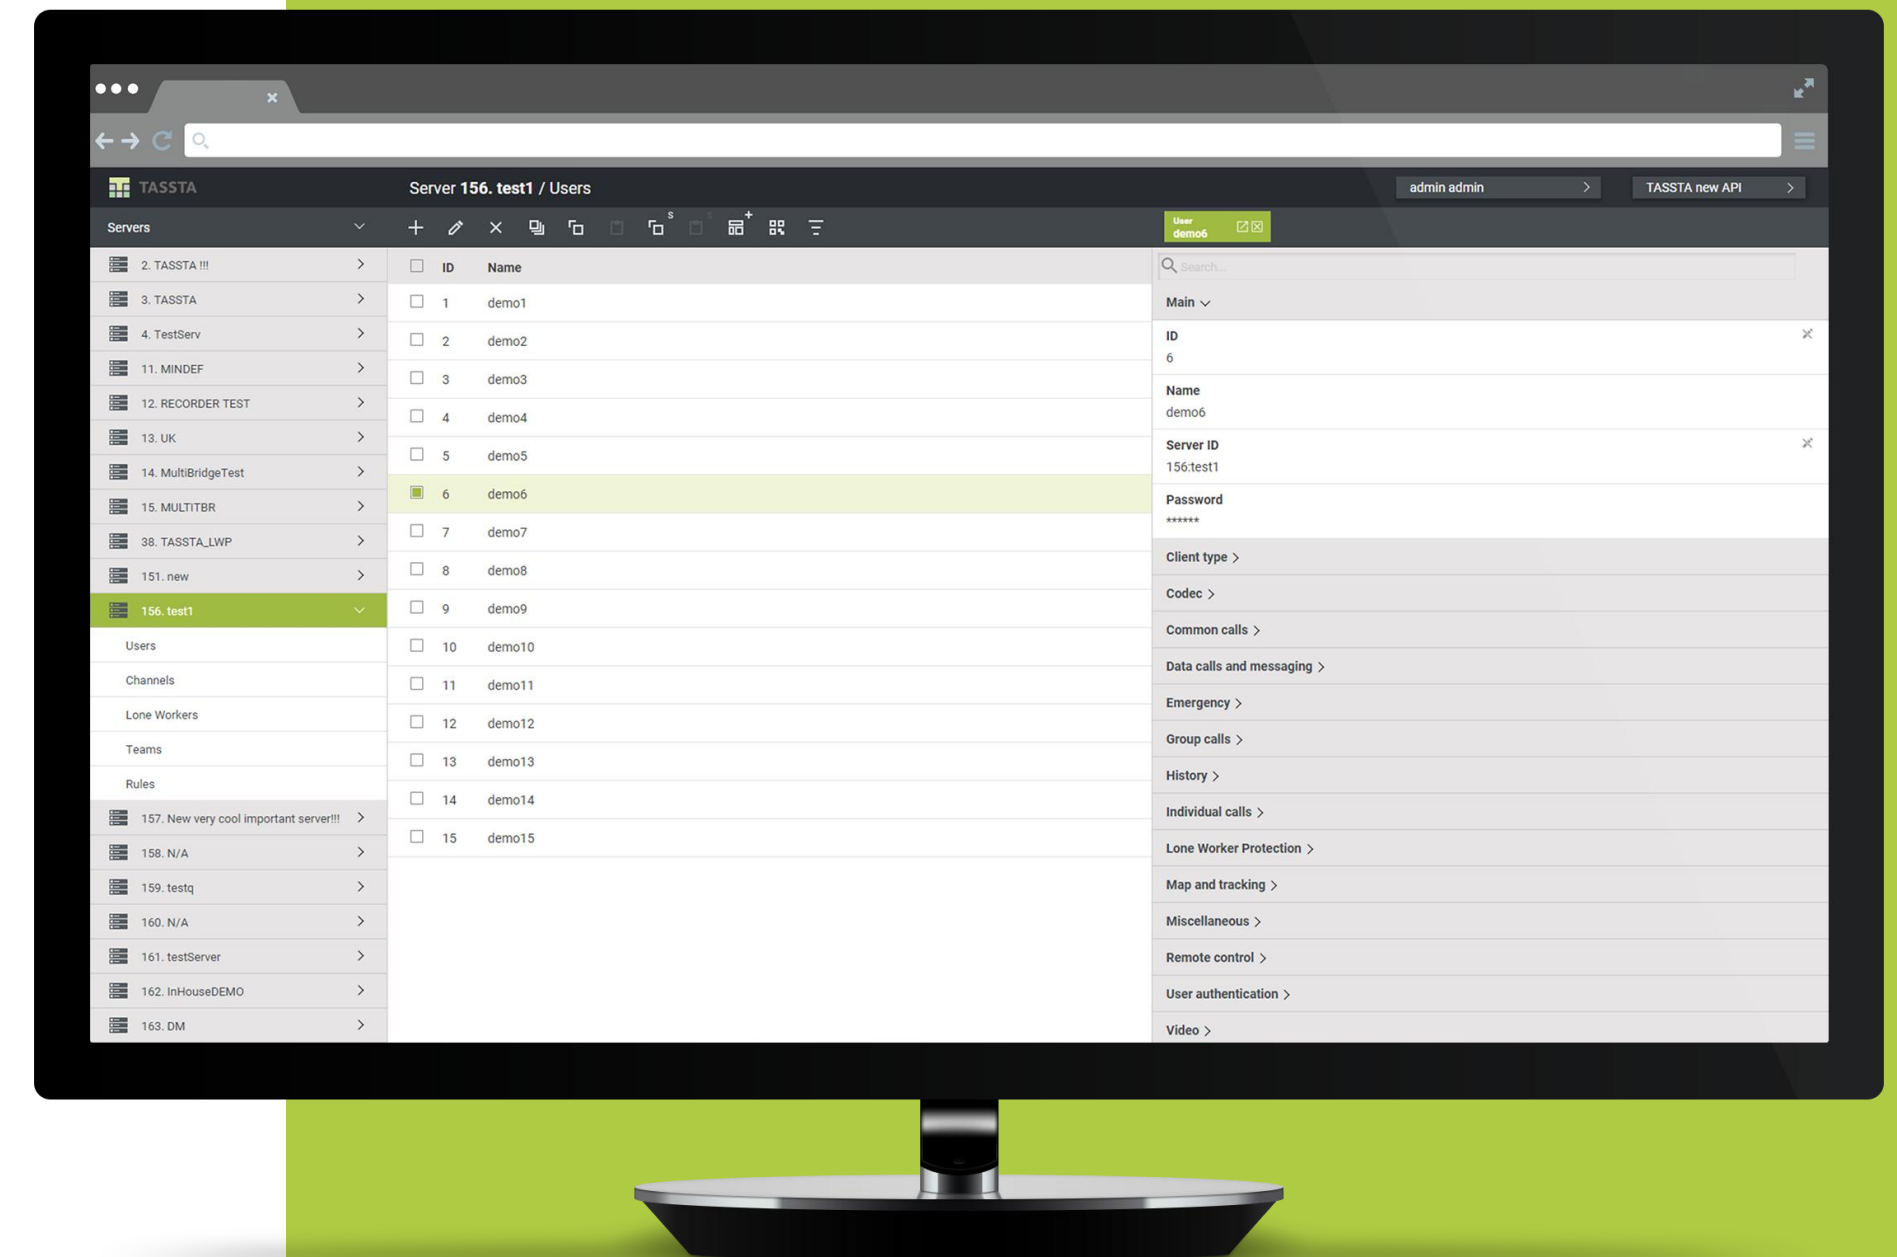 TASSTA
Server 156. test1 / Users
admin admin
TASSTA new API
Servers
S
S
User
demo6
2. TASSTA !!!
3. TASSTA
4. TestServ
11. MINDEF
12. RECORDER TEST
13. UK
14. MultiBridgeTest
15. MULTITBR
38. TASSTA_LWP
151. new
156. test1
Users
Channels
Lone Workers
Teams
Rules
157. New very cool important server!!!
158. N/A
159. testq
160. N/A
161. testServer
162. InHouseDEMO
163. DM
ID Name
1 demo1
2 demo2
3 demo3
4 demo4
5 demo5
6 demo6
7 demo7
8 demo8
9 demo9
10 demo10
11 demo11
12 demo12
13 demo13
14 demo14
15 demo15
Search...
Main
ID
6
Name
demo6
Server ID
156:test1
Password
******
Client type
Codec
Common calls
Data calls and messaging
Emergency
Group calls
History
Individual calls
Lone Worker Protection
Map and tracking
Miscellaneous
Remote control
User authentication
Video